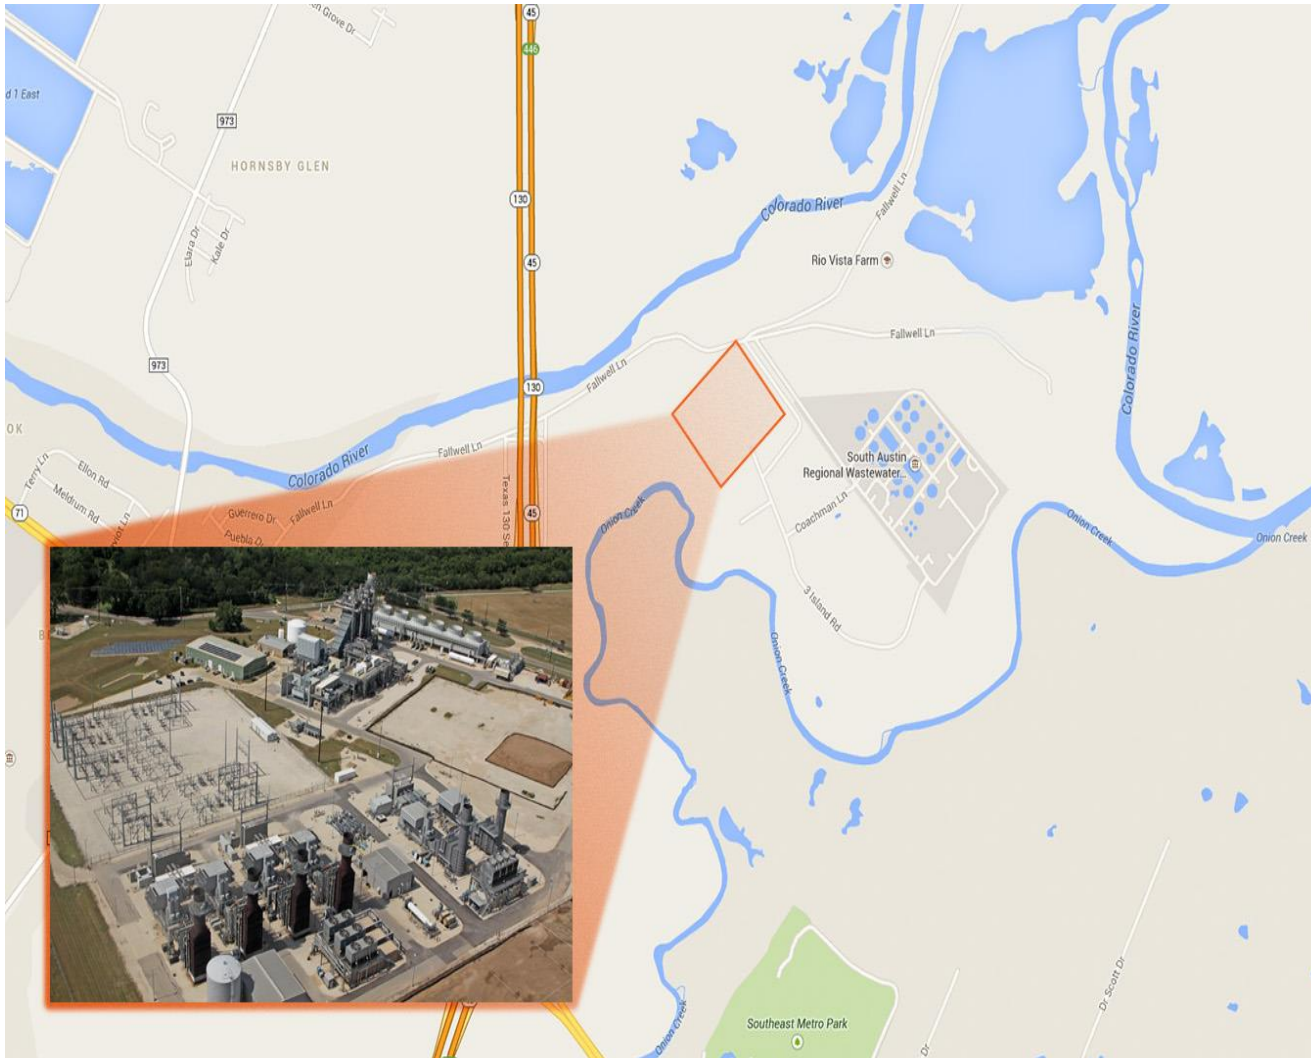 45
446
n Grove Dr
d 1 East
973
HORNSBY GLEN
130
Colorado River
Fallwell Ln
Elara Dr
Kale Dr
45
Rio Vista Farm
973
Fallwell Ln
Colorado River
130
Fallwell Ln
OK
Colorado River
Fallwell Ln
South Austin
Regional Wastewater...
Terry Ln
Ellon Rd
Meldrum Rd
71
Guerrero Dr
Fallwell Ln
Puebla D
Texas 130 Se
45
Onion Creek
Coachman Ln
Onion Creek
Onion Creek
3 Island Rd
Onion Creek
Dr Scott Dr
Southeast Metro Park
Onion Creek
Dr